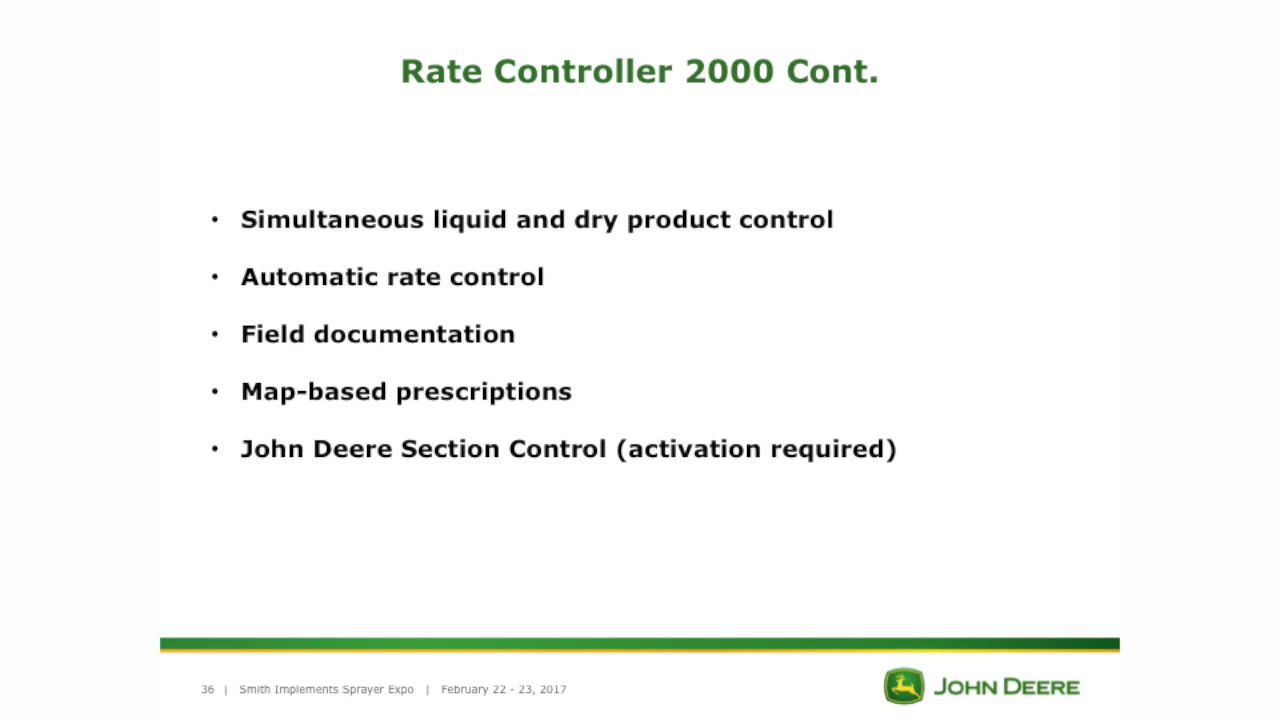 Rate Controller 2000 Cont.
• Simultaneous liquid and dry product control
• Automatic rate control
• Field documentation
• Map-based prescriptions
• John Deere Section Control (activation required)
36 | Smith Implements Sprayer Expo | February 22 - 23, 2017
JOHN DEERE